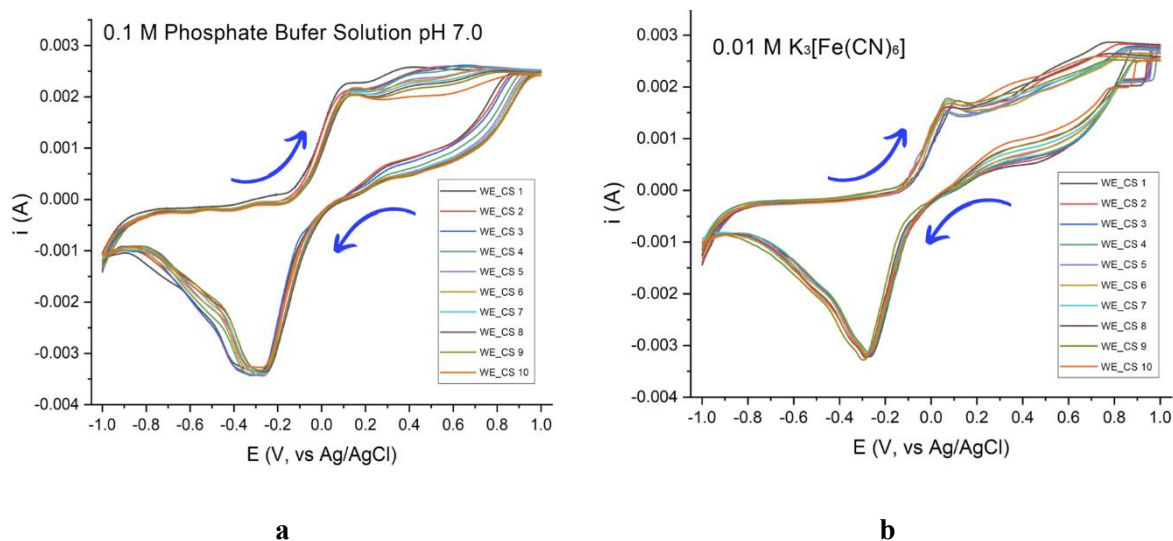 0.1 M Phosphate Bufer Solution pH 7.0
0.003
0.002
0.001
0.000
-0.001
-0.002
-0.003
-0.004
i (A)
WE_CS 1
WE_CS 2
WE_CS 3
WE_CS 4
WE_CS 5
WE_CS 6
WE_CS 7
WE_CS 8
WE_CS 9
WE_CS 10
-1.0 -0.8 -0.6 -0.4 -0.2 0.0 0.2 0.4 0.6 0.8 1.0
E (V, vs Ag/AgCl)
a
0.01 M K₃[Fe(CN)₆]
0.003
0.002
0.001
0.000
-0.001
-0.002
-0.003
-0.004
i (A)
WE_CS 1
WE_CS 2
WE_CS 3
WE_CS 4
WE_CS 5
WE_CS 6
WE_CS 7
WE_CS 8
WE_CS 9
WE_CS 10
-1.0 -0.8 -0.6 -0.4 -0.2 0.0 0.2 0.4 0.6 0.8 1.0
E (V, vs Ag/AgCl)
b